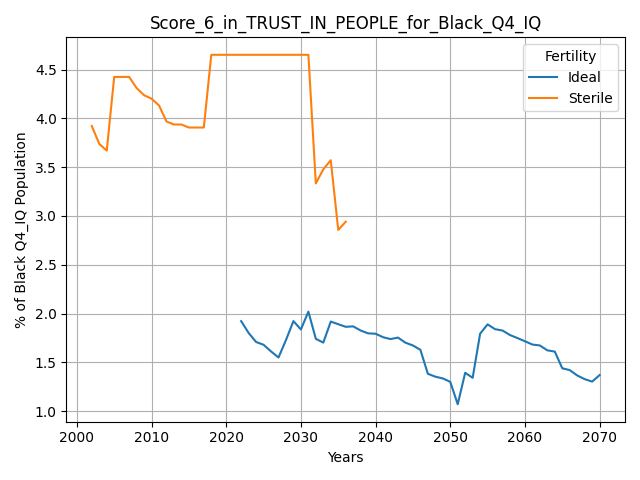 Score_6_in_TRUST_IN_PEOPLE_for_Black_Q4_IQ
Fertility
Ideal
Sterile
% of Black Q4_IQ Population
4.5
4.0
3.5
3.0
2.5
2.0
1.5
1.0
2000 2010 2020 2030 2040 2050 2060 2070
Years